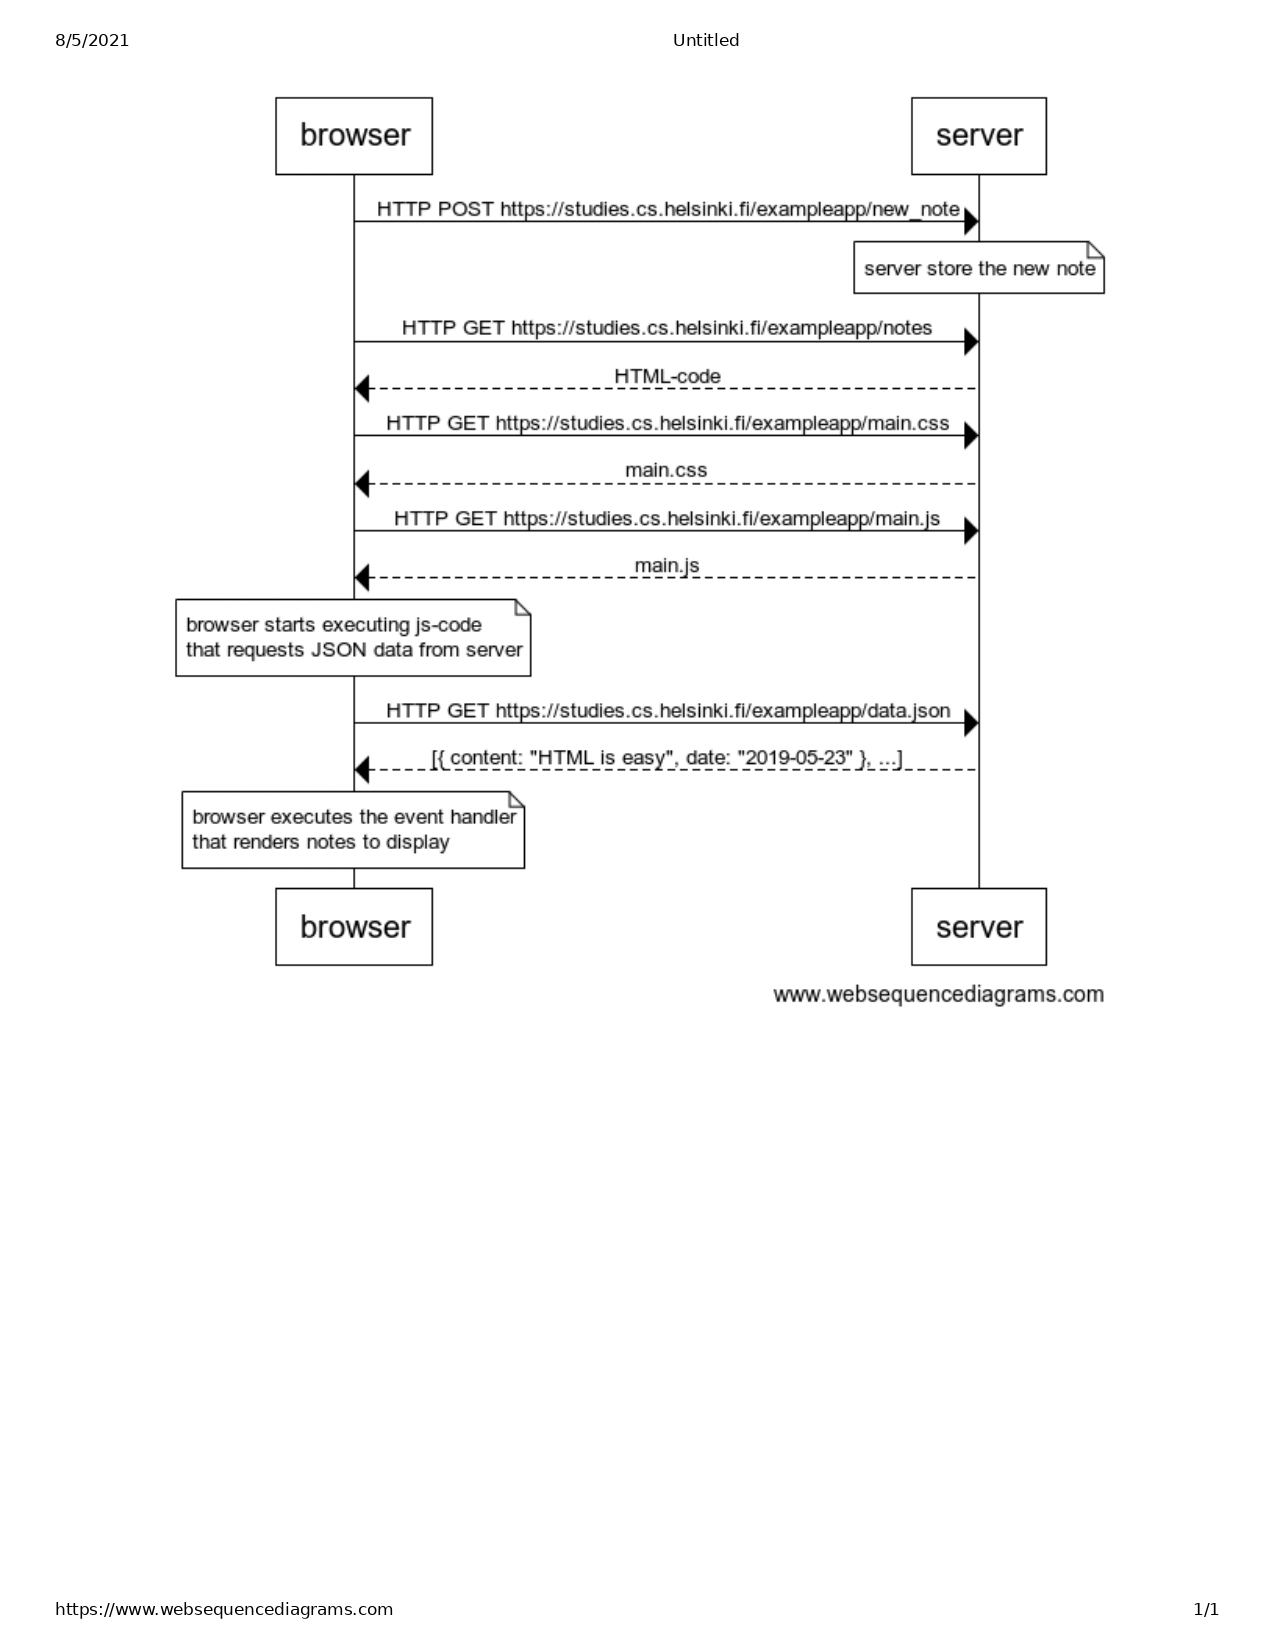 8/5/2021
Untitled
browser
server
HTTP POST https://studies.cs.helsinki.fi/exampleapp/new_note
server store the new note
HTTP GET https://studies.cs.helsinki.fi/exampleapp/notes
HTML-code
HTTP GET https://studies.cs.helsinki.fi/exampleapp/main.css
main.css
HTTP GET https://studies.cs.helsinki.fi/exampleapp/main.js
main.js
browser starts executing js-code
that requests JSON data from server
HTTP GET https://studies.cs.helsinki.fi/exampleapp/data.json
[{ content: "HTML is easy", date: "2019-05-23" }, ...]
browser executes the event handler
that renders notes to display
browser
server
www.websequencediagrams.com
https://www.websequencediagrams.com
1/1